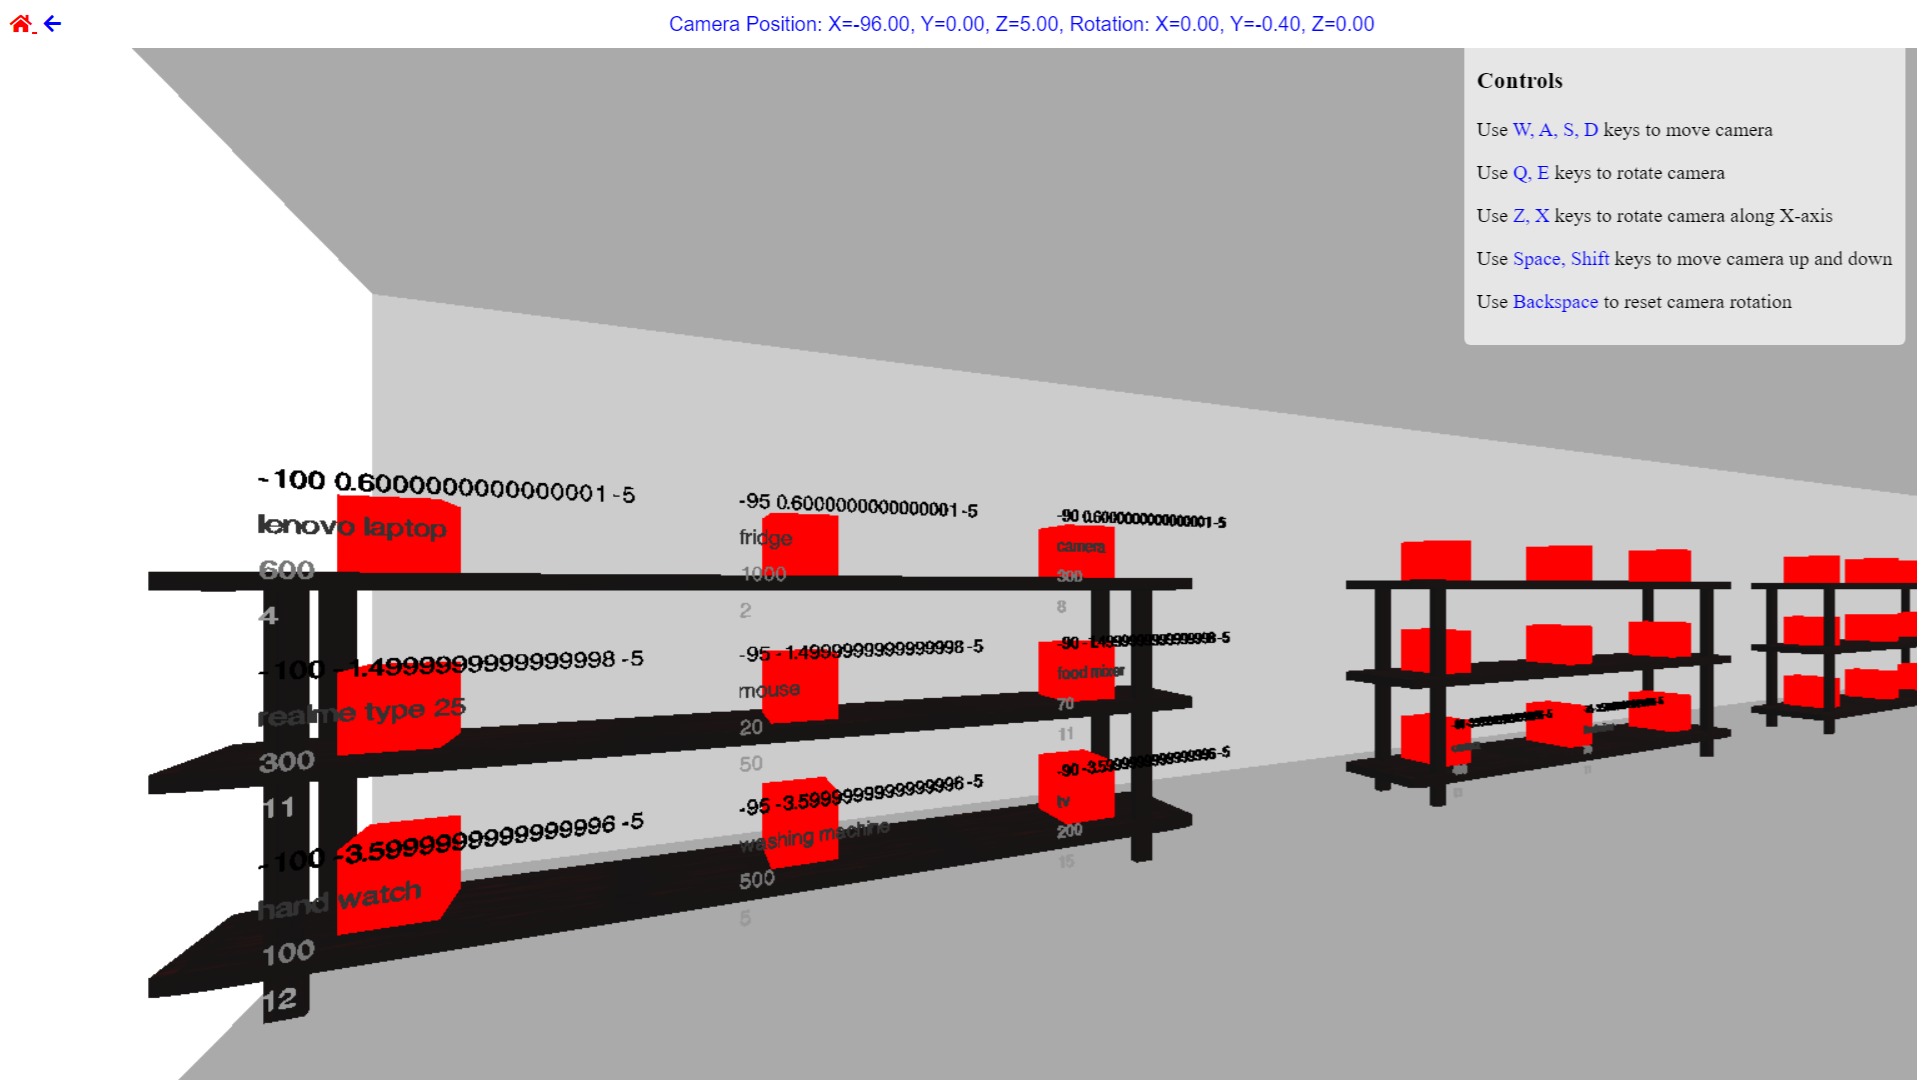 Camera Position: X=-96.00, Y=0.00, Z=5.00, Rotation: X=0.00, Y=-0.40, Z=0.00
Controls
Use W, A, S, D keys to move camera
Use Q, E keys to rotate camera
Use Z, X keys to rotate camera along X-axis
Use Space, Shift keys to move camera up and down
Use Backspace to reset camera rotation
-100 0.6000000000000001 -5
lenovo laptop
600
4
-95 0.6000000000000001 -5
fridge
1000
2
-90 0.6000000000000001 -5
camera
300
8
-100 -1.4999999999999998 -5
realme type 25
300
11
-95 -1.4999999999999998 -5
mouse
20
50
-90 -1.4999999999999998 -5
food mixer
70
11
-100 -3.5999999999999996 -5
hand watch
100
12
-95 -3.5999999999999996 -5
washing machine
500
5
-90 -3.5999999999999996 -5
tv
200
15